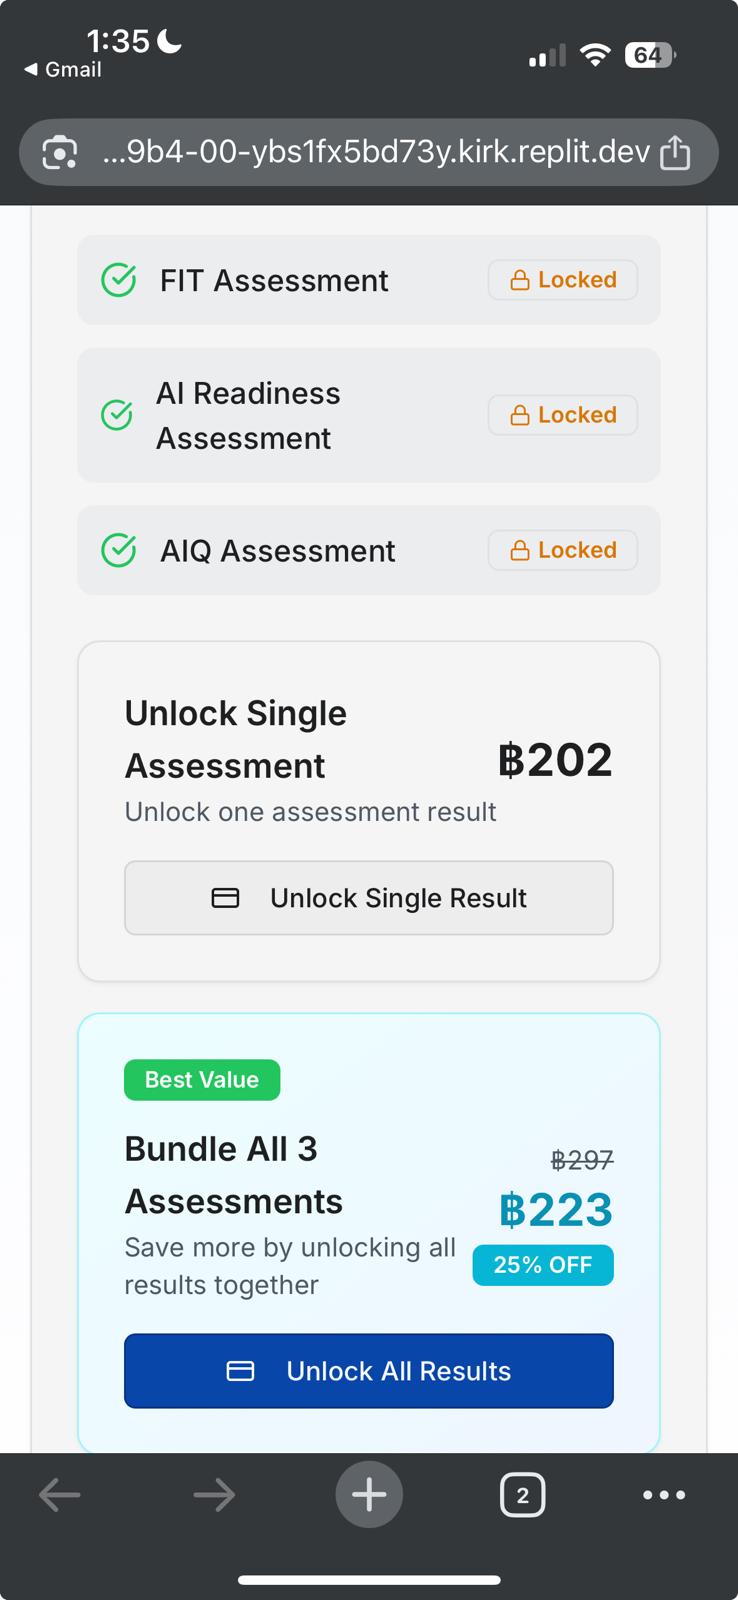 1:35
64
◀ Gmail
...9b4-00-ybs1fx5bd73y.kirk.replit.dev
FIT Assessment
Locked
AI Readiness
Assessment
Locked
AIQ Assessment
Locked
Unlock Single
Assessment
฿202
Unlock one assessment result
Unlock Single Result
Best Value
Bundle All 3
Assessments
฿297
฿223
Save more by unlocking all
results together
25% OFF
Unlock All Results
2